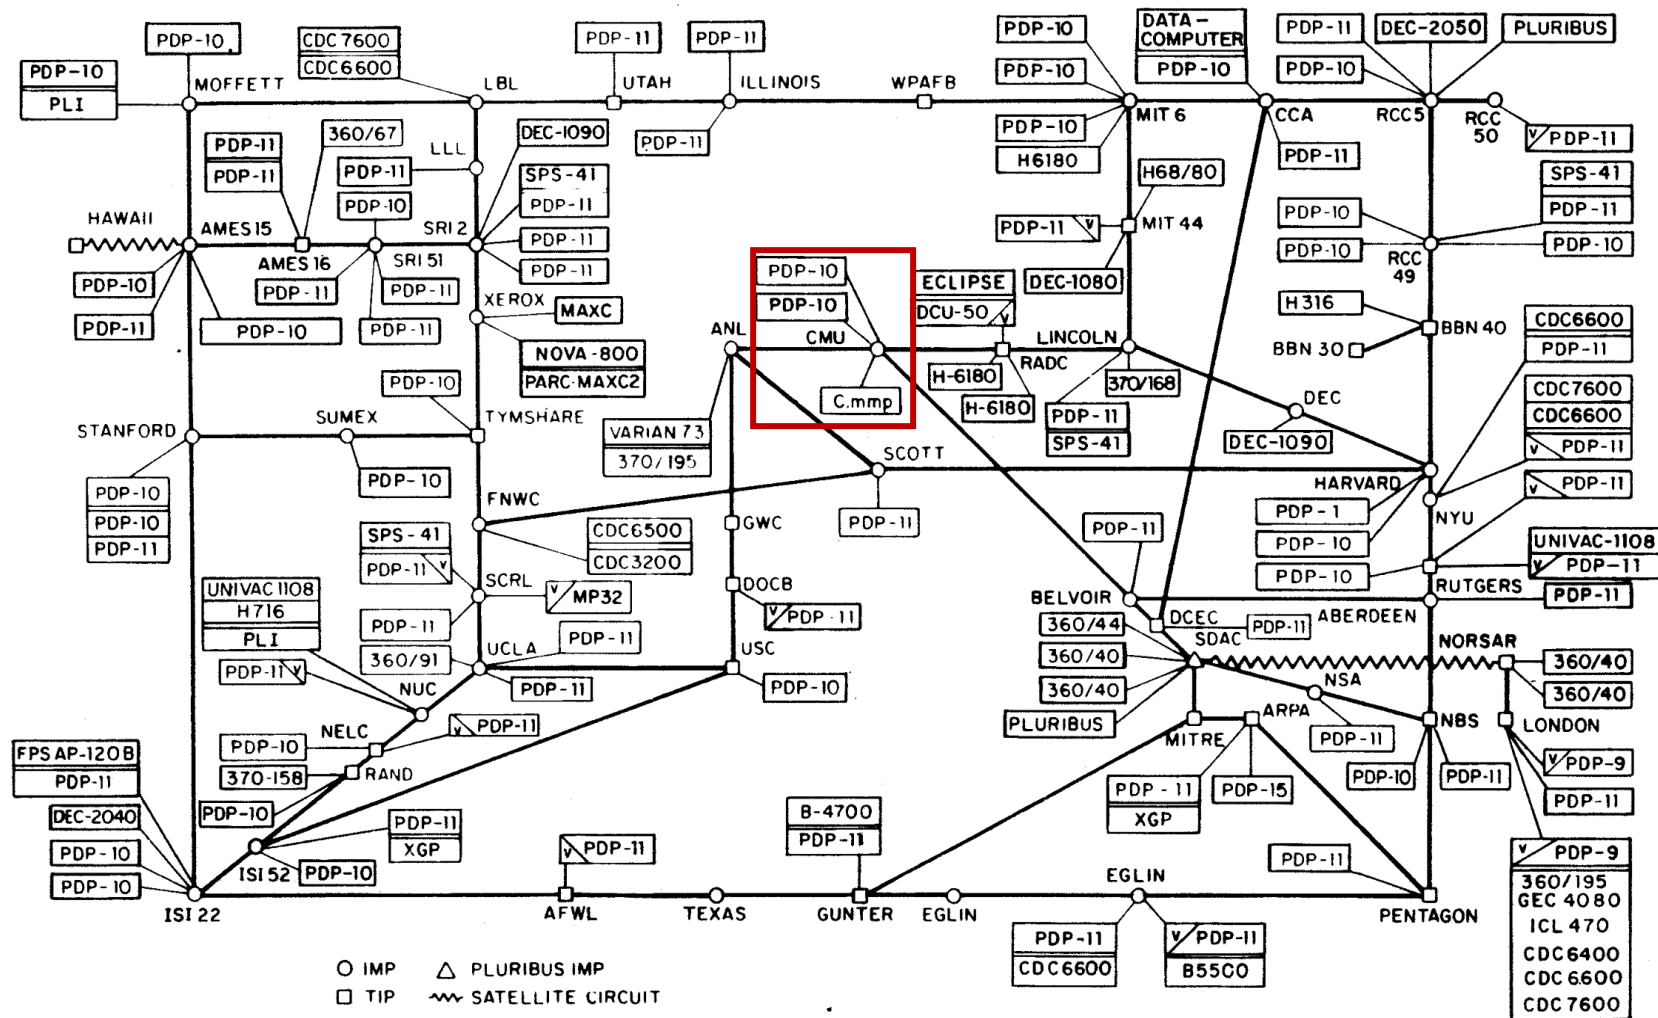 PDP-10
CDC 7600
CDC6600
PDP-11
PDP-11
PDP-10
DATA-
COMPUTER
PDP-10
PDP-11
DEC-2050
PLURIBUS
PDP-10
PLI
MOFFETT
LBL
UTAH
ILLINOIS
WPAFB
PDP-10
MIT 6
CCA
PDP-10
RCC5
RCC
50
PDP-11
PDP-10
H6180
PDP-11
V PDP-11
PDP-11
PDP-11
360/67
LLL
PDP-11
DEC-1090
SPS-41
PDP-11
H68/80
SPS-41
PDP-11
HAWAII
AMES 15
AMES 16
PDP-10
SRI 51
SRI 2
PDP-11
PDP-11
PDP-11 V
MIT 44
DEC-1080
PDP-10
PDP-10
RCC
49
PDP-10
PDP-10
PDP-11
PDP-10
PDP-11
PDP-11
PDP-11
XEROX
MAXC
NOVA-800
PARC-MAXC2
PDP-10
PDP-10
CMU
C.mmp
ECLIPSE
DCU-50 V
RADC
H-6180
H-6180
LINCOLN
370/168
PDP-11
SPS-41
H316
BBN 40
BBN 30
CDC6600
PDP-11
ANL
VARIAN 73
370/195
DEC
DEC-1090
CDC7600
CDC6600
V PDP-11
STANFORD
SUMEX
PDP-10
TYMSHARE
PDP-10
PDP-10
PDP-10
PDP-11
SCOTT
PDP-11
HARVARD
PDP-1
PDP-10
PDP-10
NYU
V PDP-11
FNWC
CDC6500
CDC3200
GWC
PDP-11
UNIVAC-1108
V PDP-11
RUTGERS
PDP-11
SPS-41
PDP-11 V
SCRL
V MP32
PDP-11
DOCB
V PDP-11
BELVOIR
ABERDEEN
UNIVAC 1108
H716
PLI
PDP-11 V
UCLA
PDP-11
360/91
PDP-11
USC
PDP-10
DCEC
PDP-11
SDAC
360/44
360/40
360/40
PLURIBUS
NORSAR
360/40
360/40
NUC
NELC
V PDP-11
PDP-10
370-158
RAND
PDP-10
NSA
PDP-11
MITRE
ARPA
PDP-11
XGP
PDP-15
NBS
PDP-10
PDP-11
LONDON
V PDP-9
PDP-11
FPS AP-120B
PDP-11
DEC-2040
PDP-10
PDP-10
ISI 22
ISI 52
PDP-11
XGP
PDP-10
V PDP-11
AFWL
TEXAS
B-4700
PDP-11
GUNTER
EGLIN
EGLIN
PDP-11
CDC6600
V PDP-11
B5500
PDP-11
PENTAGON
V PDP-9
360/195
GEC 4080
ICL 470
CDC6400
CDC6600
CDC7600
IMP
PLURIBUS IMP
TIP
SATELLITE CIRCUIT